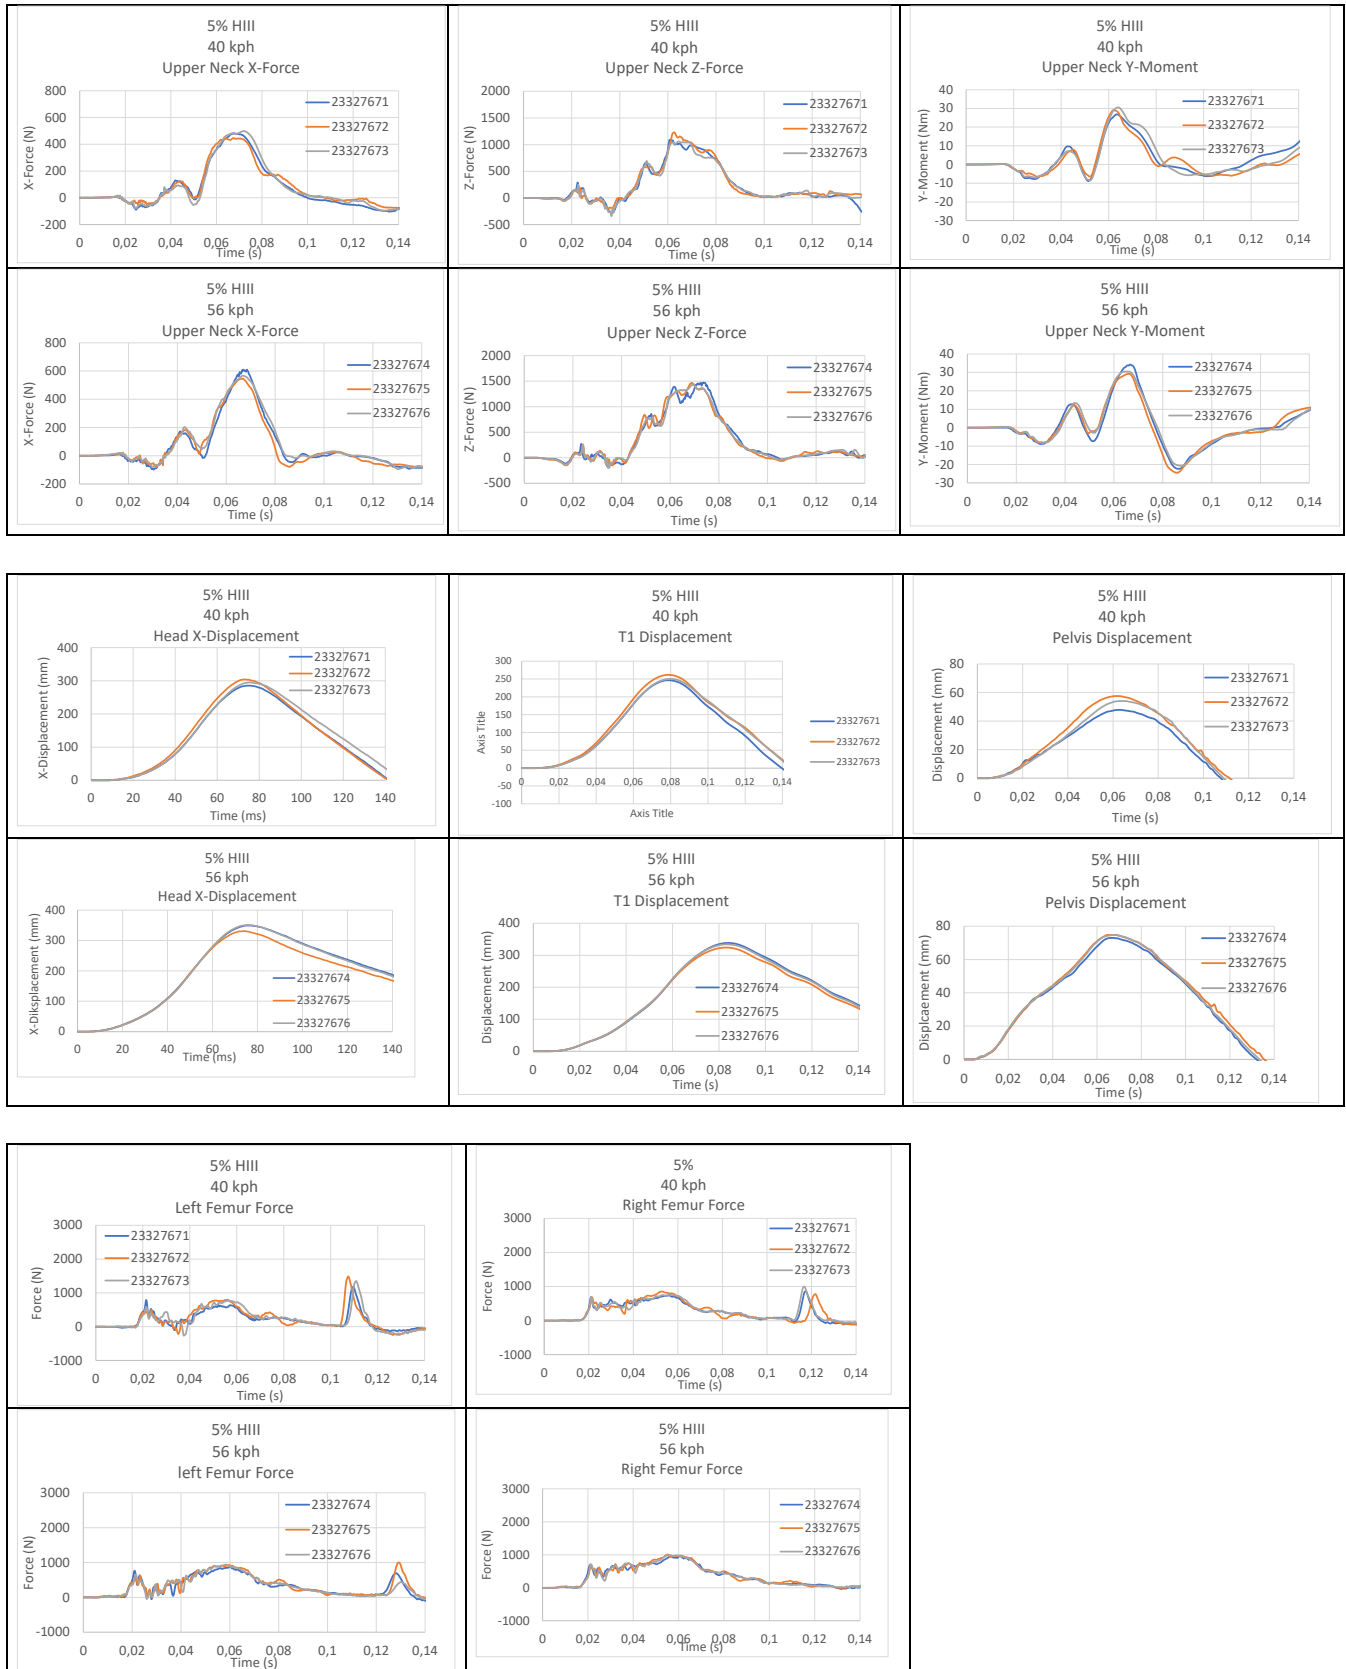 5% HIII
40 kph
Upper Neck X-Force
800
600
400
200
0
-200
X-Force (N)
0 0,02 0,04 0,06 0,08 0,1 0,12 0,14
Time (s)
23327671
23327672
23327673
5% HIII
40 kph
Upper Neck Z-Force
2000
1500
1000
500
0
-500
Z-Force (N)
0 0,02 0,04 0,06 0,08 0,1 0,12 0,14
Time (s)
23327671
23327672
23327673
5% HIII
40 kph
Upper Neck Y-Moment
40
30
20
10
0
-10
-20
-30
Y-Moment (Nm)
0 0,02 0,04 0,06 0,08 0,1 0,12 0,14
Time (s)
23327671
23327672
23327673
5% HIII
56 kph
Upper Neck X-Force
800
600
400
200
0
-200
X-Force (N)
0 0,02 0,04 0,06 0,08 0,1 0,12 0,14
Time (s)
23327674
23327675
23327676
5% HIII
56 kph
Upper Neck Z-Force
2000
1500
1000
500
0
-500
Z-Force (N)
0 0,02 0,04 0,06 0,08 0,1 0,12 0,14
Time (s)
23327674
23327675
23327676
5% HIII
56 kph
Upper Neck Y-Moment
40
30
20
10
0
-10
-20
-30
Y-Moment (Nm)
0 0,02 0,04 0,06 0,08 0,1 0,12 0,14
Time (s)
23327674
23327675
23327676
5% HIII
40 kph
Head X-Displacement
400
300
200
100
0
X-Displacement (mm)
0 20 40 60 80 100 120 140
Time (ms)
23327671
23327672
23327673
5% HIII
40 kph
T1 Displacement
300
250
200
150
100
50
0
-50
-100
Axis Title
0 0,02 0,04 0,06 0,08 0,1 0,12 0,14
Axis Title
23327671
23327672
23327673
5% HIII
40 kph
Pelvis Displacement
80
60
40
20
0
Displacement (mm)
0 0,02 0,04 0,06 0,08 0,1 0,12 0,14
Time (s)
23327671
23327672
23327673
5% HIII
56 kph
Head X-Displacement
400
300
200
100
0
X-Diksplacement (mm)
0 20 40 60 80 100 120 140
Time (ms)
23327674
23327675
23327676
5% HIII
56 kph
T1 Displacement
400
300
200
100
0
Displacement (mm)
0 0,02 0,04 0,06 0,08 0,1 0,12 0,14
Time (s)
23327674
23327675
23327676
5% HIII
56 kph
Pelvis Displacement
80
60
40
20
0
Displcaement (mm)
0 0,02 0,04 0,06 0,08 0,1 0,12 0,14
Time (s)
23327674
23327675
23327676
5% HIII
40 kph
Left Femur Force
3000
2000
1000
0
-1000
Force (N)
0 0,02 0,04 0,06 0,08 0,1 0,12 0,14
Time (s)
23327671
23327672
23327673
5%
40 kph
Right Femur Force
3000
2000
1000
0
-1000
Force (N)
0 0,02 0,04 0,06 0,08 0,1 0,12 0,14
Time (s)
23327671
23327672
23327673
5% HIII
56 kph
left Femur Force
3000
2000
1000
0
-1000
Force (N)
0 0,02 0,04 0,06 0,08 0,1 0,12 0,14
Time (s)
23327674
23327675
23327676
5% HIII
56 kph
Right Femur Force
3000
2000
1000
0
-1000
Force (N)
0 0,02 0,04 0,06 0,08 0,1 0,12 0,14
Time (s)
23327674
23327675
23327676